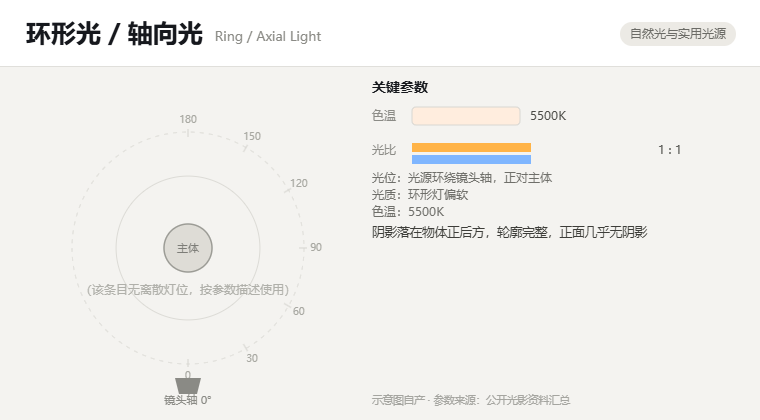 环形光 / 轴向光 Ring / Axial Light
自然光与实用光源
关键参数
色温 5500K
光比 1 : 1
光位: 光源环绕镜头轴，正对主体
光质: 环形灯偏软
色温: 5500K
阴影落在物体正后方，轮廓完整，正面几乎无阴影
180
150
120
90
主体
(该条目无离散灯位，按参数描述使用)
60
30
0
镜头轴 0°
示意图自产 · 参数来源：公开光影资料汇总